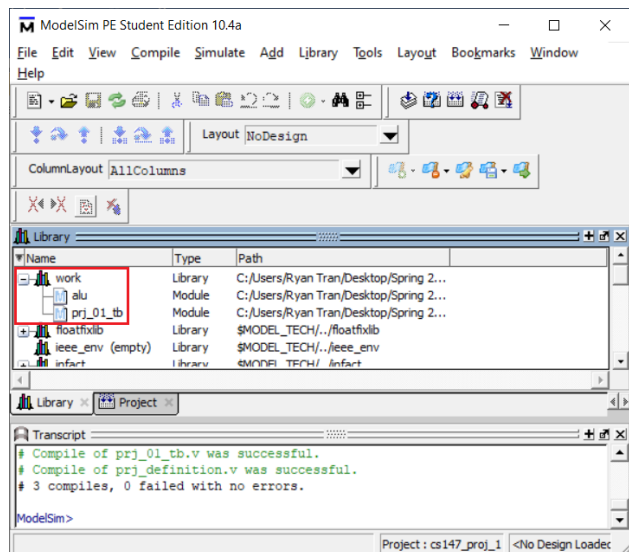 ModelSim PE Student Edition 10.4a
File Edit View Compile Simulate Add Library Tools Layout Bookmarks Window
Help
Layout NoDesign
ColumnLayout AllColumns
Library
Name Type Path
work Library C:/Users/Ryan Tran/Desktop/Spring 2...
alu Module C:/Users/Ryan Tran/Desktop/Spring 2...
prj_01_tb Module C:/Users/Ryan Tran/Desktop/Spring 2...
floatfixlib Library $MODEL_TECH/../floatfixlib
ieee_env (empty) Library $MODEL_TECH/../ieee_env
infact Library $MODEL_TECH/../infact
Library Project
Transcript
# Compile of prj_01_tb.v was successful.
# Compile of prj_definition.v was successful.
# 3 compiles, 0 failed with no errors.
ModelSim>
Project : cs147_proj_1 <No Design Loaded